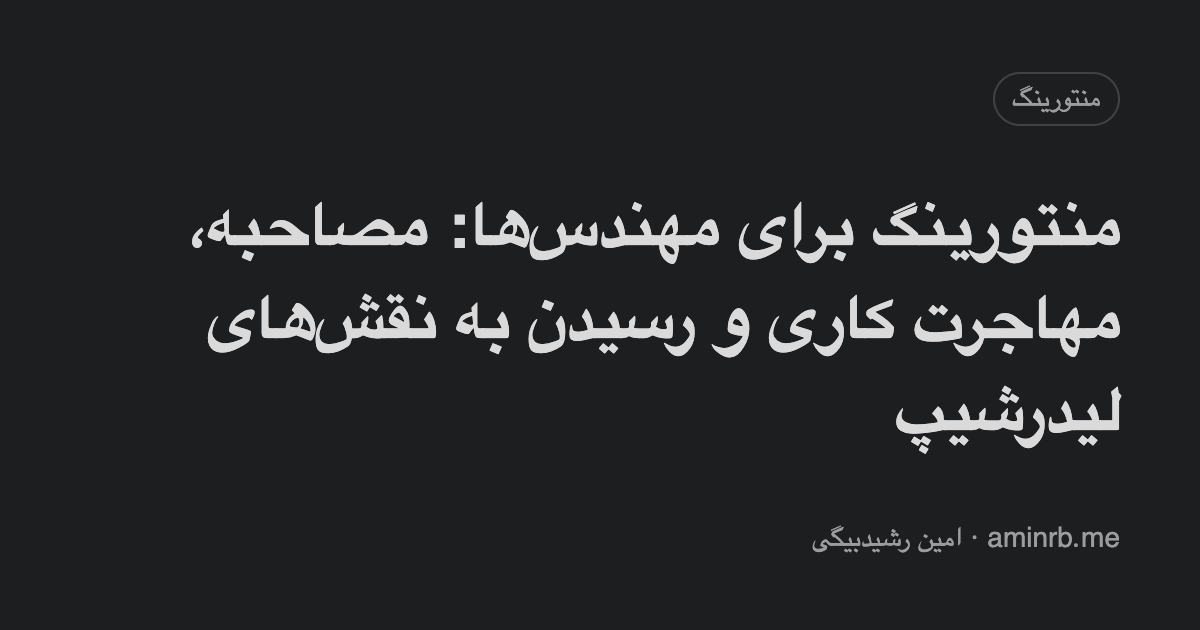 منتورینگ
منتورینگ برای مهندس‌ها: مصاحبه،
مهاجرت کاری و رسیدن به نقش‌های
لیدرشیپ
aminrb.me · امین رشیدبیگی